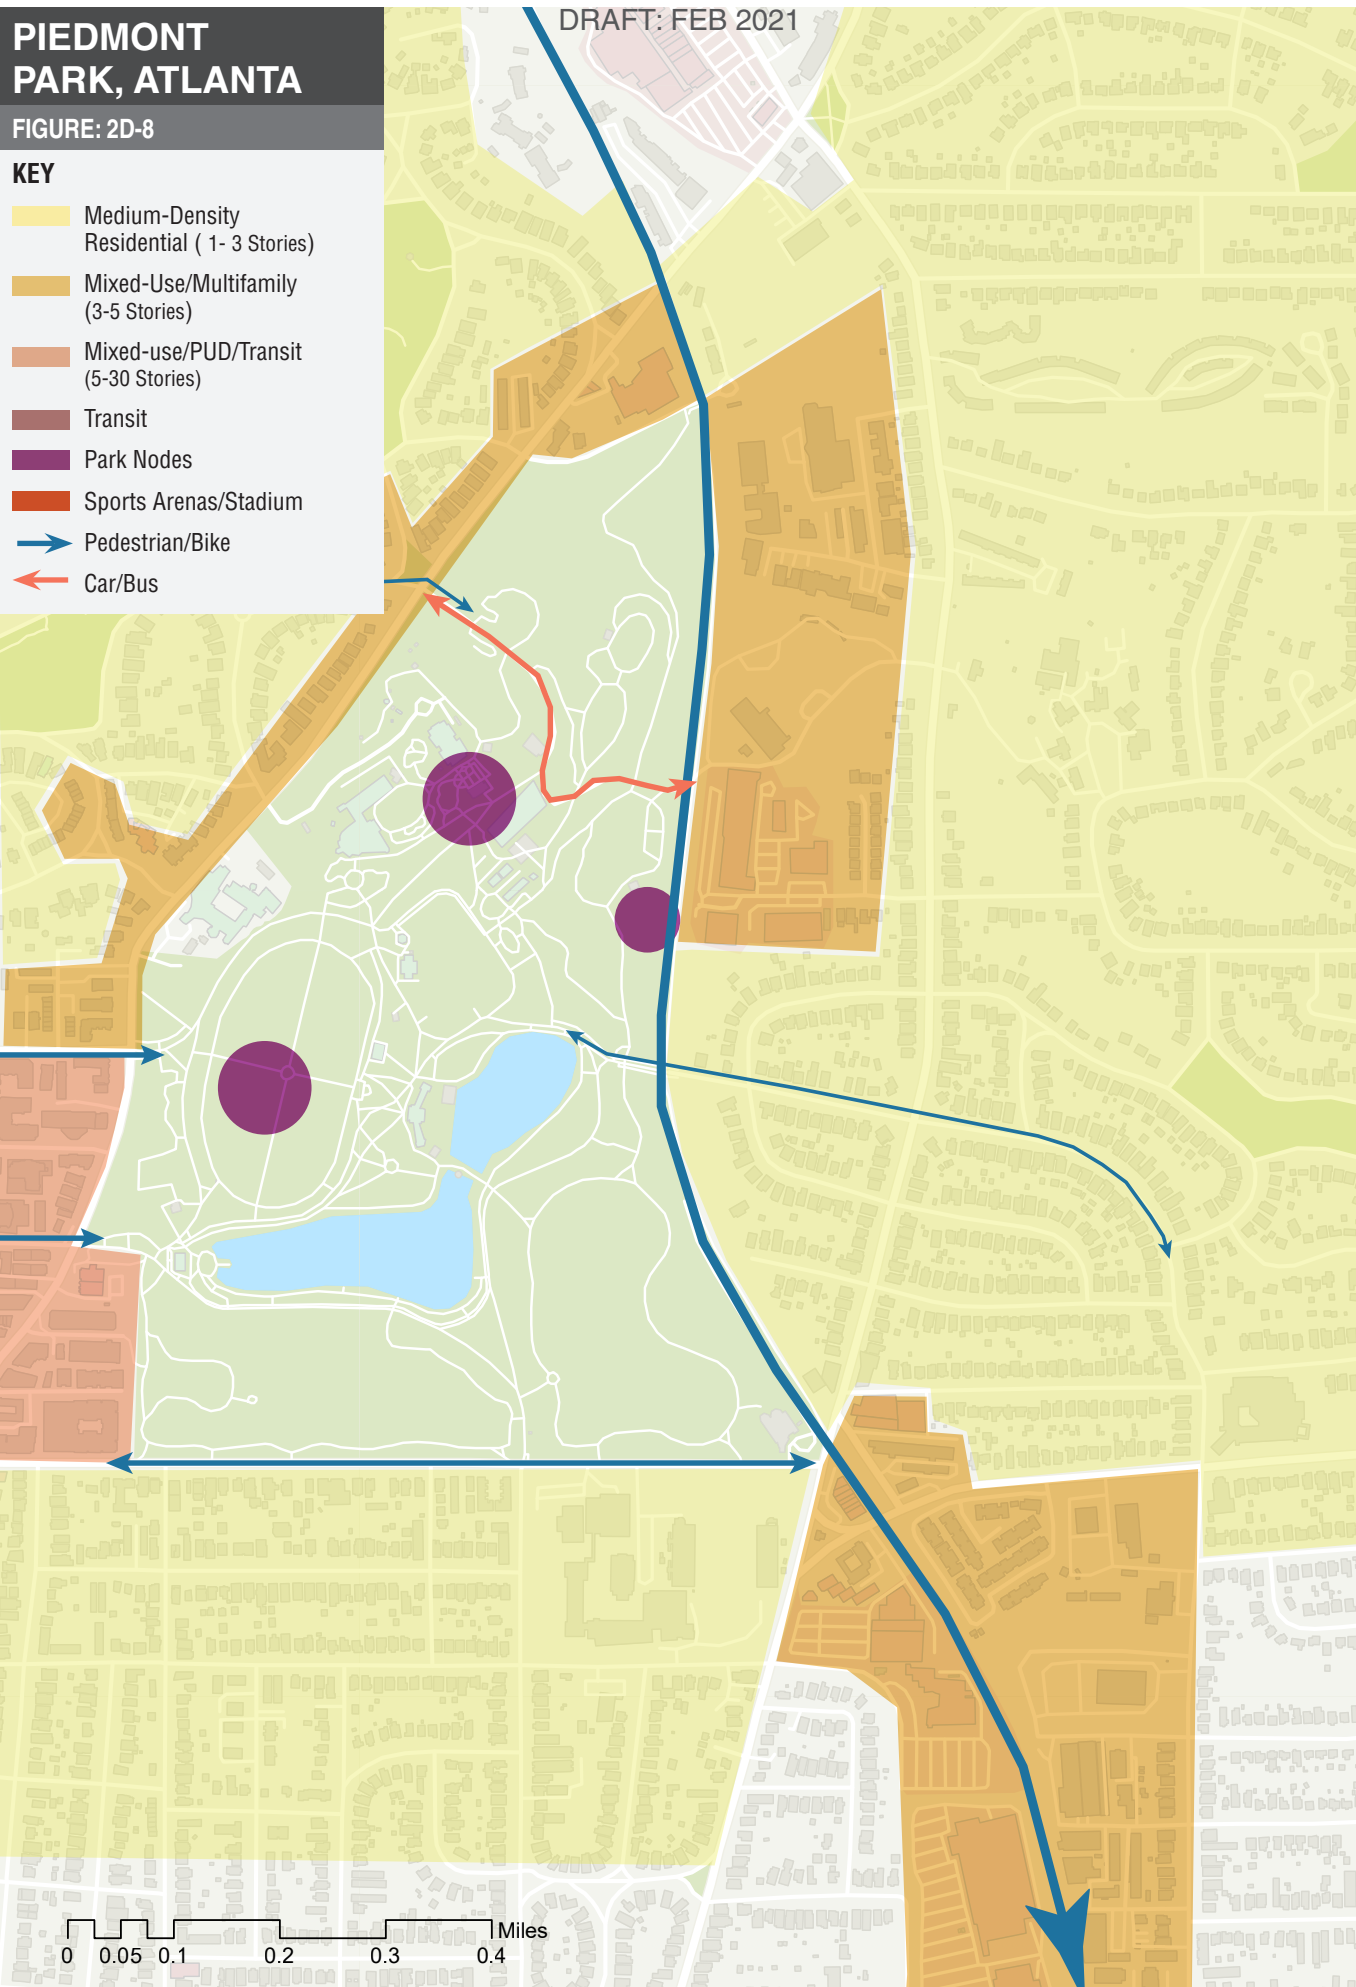 DRAFT: FEB 2021
PIEDMONT
PARK, ATLANTA
FIGURE: 2D-8
KEY
Medium-Density
Residential ( 1- 3 Stories)
Mixed-Use/Multifamily
(3-5 Stories)
Mixed-use/PUD/Transit
(5-30 Stories)
Transit
Park Nodes
Sports Arenas/Stadium
Pedestrian/Bike
Car/Bus
Miles
0 0.05 0.1 0.2 0.3 0.4